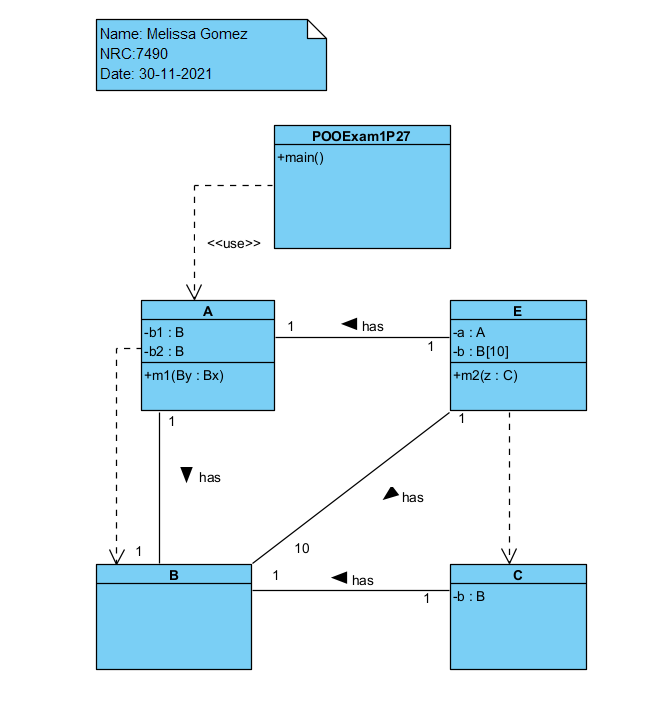 Name: Melissa Gomez
NRC:7490
Date: 30-11-2021
POOExam1P27
+main()
<<use>>
A
-b1 : B
-b2 : B
+m1(By : Bx)
1
has
1
E
-a : A
-b : B[10]
+m2(z : C)
1
1
has
has
1
10
B
1
has
1
C
-b : B